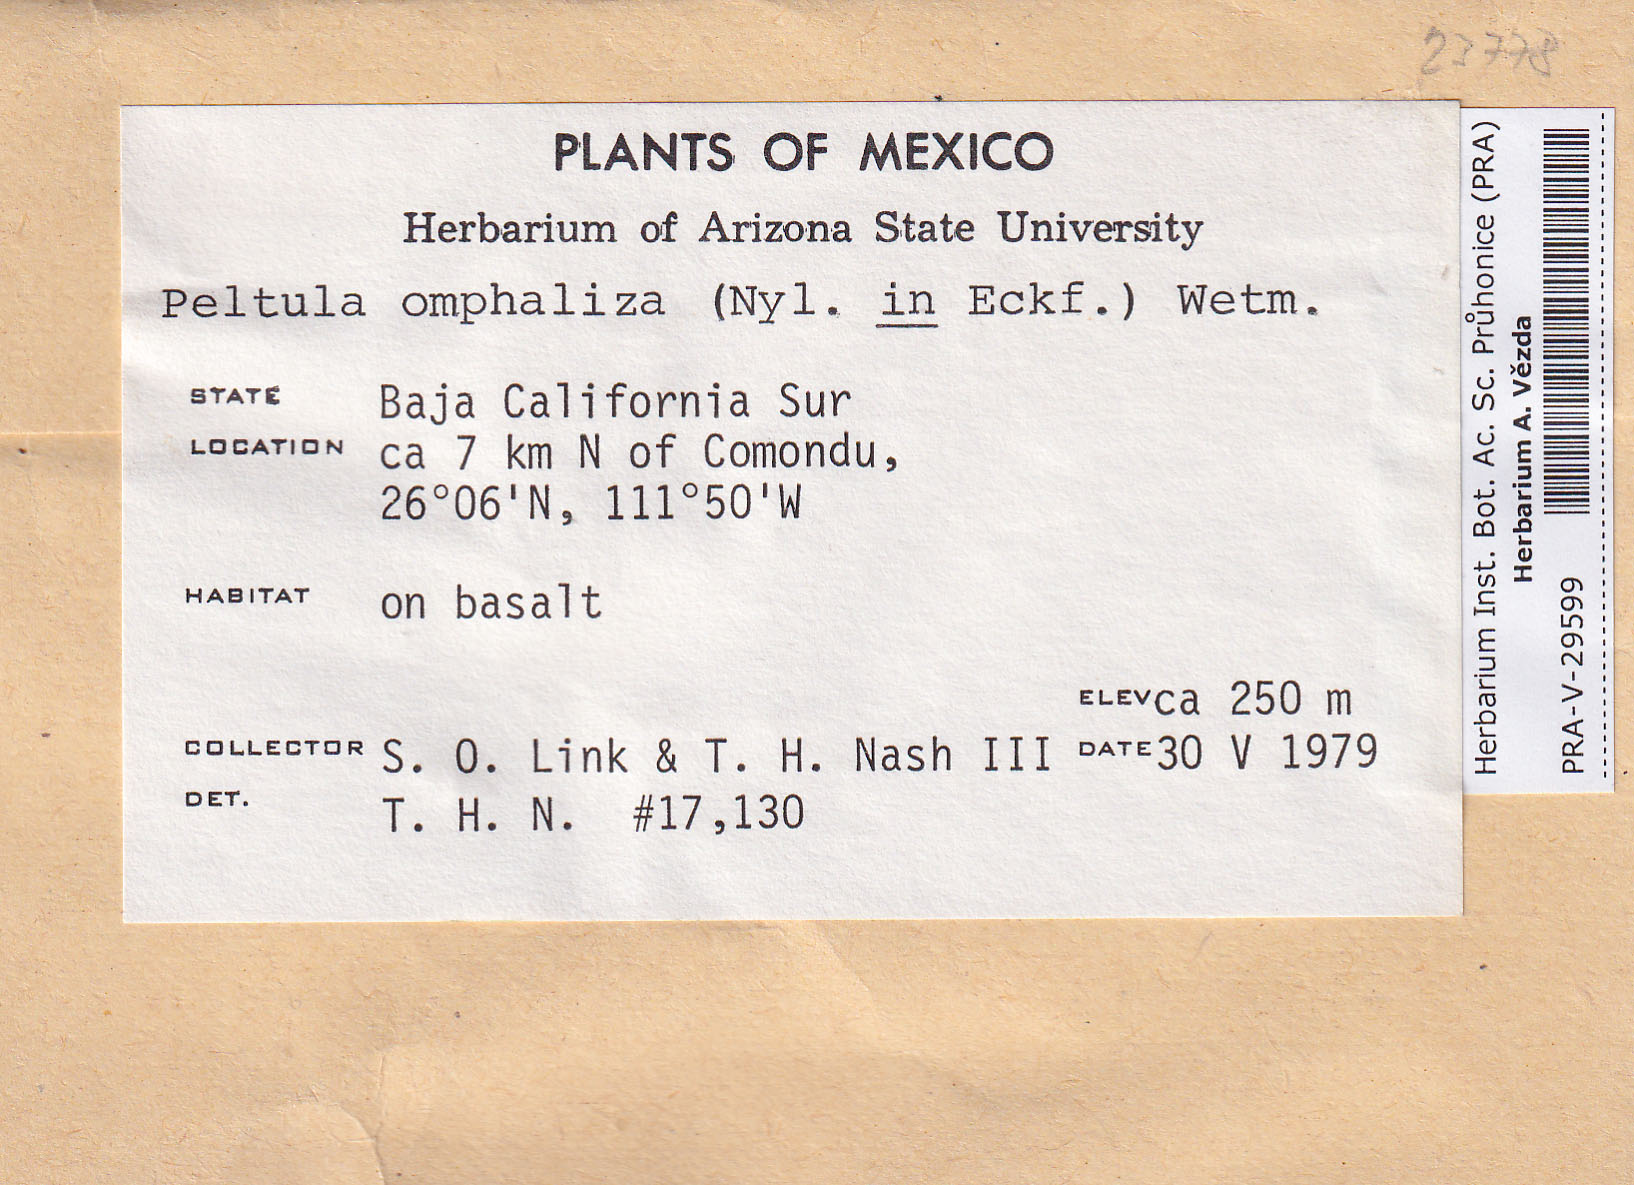 23778
PLANTS OF MEXICO
Herbarium of Arizona State University
Peltula omphaliza (Nyl. in Eckf.) Wetm.
STATE Baja California Sur
LOCATION ca 7 km N of Comondu,
26°06'N, 111°50'W
HABITAT on basalt
ELEV ca 250 m
COLLECTOR S. O. Link & T. H. Nash III DATE 30 V 1979
DET. T. H. N. #17,130
Herbarium Inst. Bot. Ac. Sc. Průhonice (PRA)
Herbarium A. Vězda
PRA-V-29599